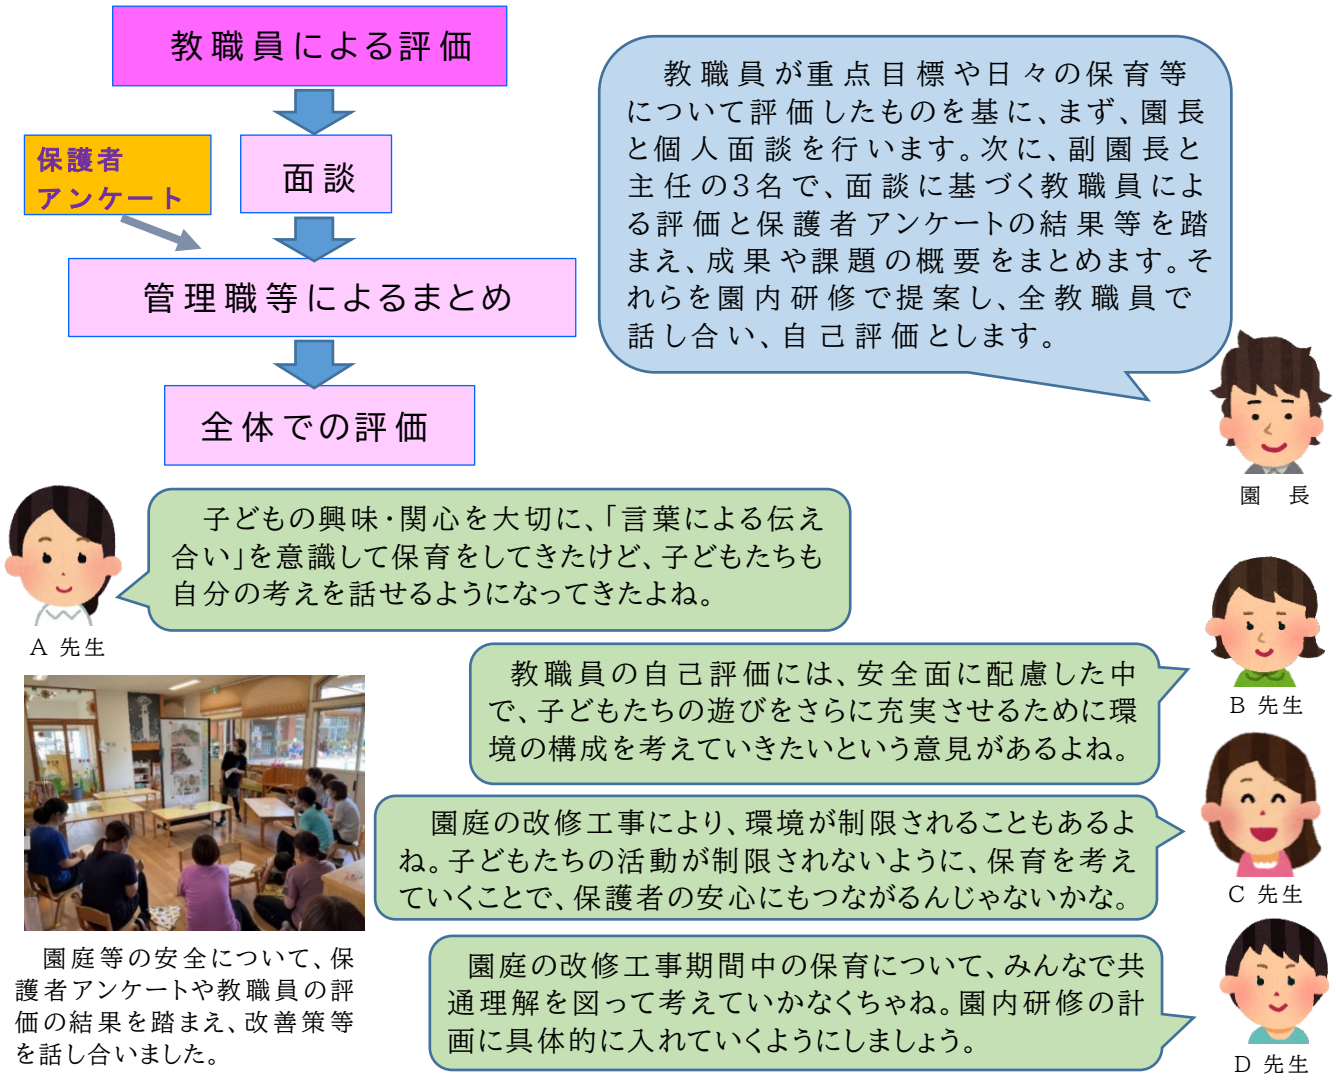 教職員による評価
保護者
アンケート
面談
管理職等によるまとめ
全体での評価
教職員が重点目標や日々の保育等
について評価したものを基に、まず、園長
と個人面談を行います。次に、副園長と
主任の3名で、面談に基づく教職員によ
る評価と保護者アンケートの結果等を踏
まえ、成果や課題の概要をまとめます。そ
れらを園内研修で提案し、全教職員で
話し合い、自己評価とします。
園 長
子どもの興味・関心を大切に、「言葉による伝え
合い」を意識して保育をしてきたけど、子どもたちも
自分の考えを話せるようになってきたよね。
A 先生
教職員の自己評価には、安全面に配慮した中
で、子どもたちの遊びをさらに充実させるために環
境の構成を考えていきたいという意見があるよね。
B 先生
園庭の改修工事により、環境が制限されることもあるよ
ね。子どもたちの活動が制限されないように、保育を考え
ていくことで、保護者の安心にもつながるんじゃないかな。
C 先生
園庭の改修工事期間中の保育について、みんなで共
通理解を図って考えていかなくちゃね。園内研修の計
画に具体的に入れていくようにしましょう。
D 先生
園庭等の安全について、保
護者アンケートや教職員の評
価の結果を踏まえ、改善策等
を話し合いました。